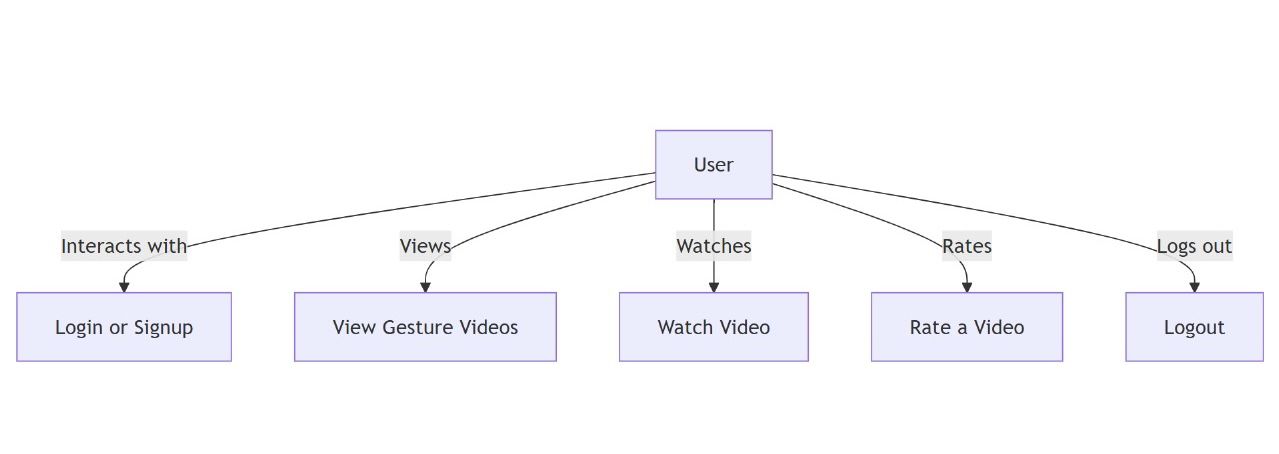 User
Interacts with
Views
Watches
Rates
Logs out
Login or Signup
View Gesture Videos
Watch Video
Rate a Video
Logout